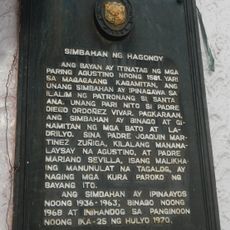 SIMBAHAN NG HAGONOY
ANG BAYAN AY ITINATAG NG MGA
PARING AGUSTINO NOONG 1581. YARI
SA MAGAANG KAGAMITAN, ANG
UNANG SIMBAHAN AY IPINAGAWA SA
ILALIM NG PATRONANG SI SANTA
ANA. UNANG PARI NITO SI PADRE
DIEGO ORDOÑEZ VIVAR. PAGKARAAN,
ANG SIMBAHAN AY BINAGO AT GI-
NAMITAN NG MGA BATO AT LA-
DRILYO. SINA PADRE JOAQUIN MAR-
TINEZ ZUÑIGA, KILALANG MANANA-
LAYSAY NA AGUSTINO, AT PADRE
MARIANO SEVILLA, ISANG MALIKHA-
ING MANUNULAT NA TAGALOG, AY
NAGING MGA KURA PAROKO NG
BAYANG ITO.
ANG SIMBAHAN AY IPINAAYOS
NOONG 1936-1963, BINAGO NOONG
1968 AT INIHANDOG SA PANGINOON
NOONG IKA-25 NG HULYO 1970.